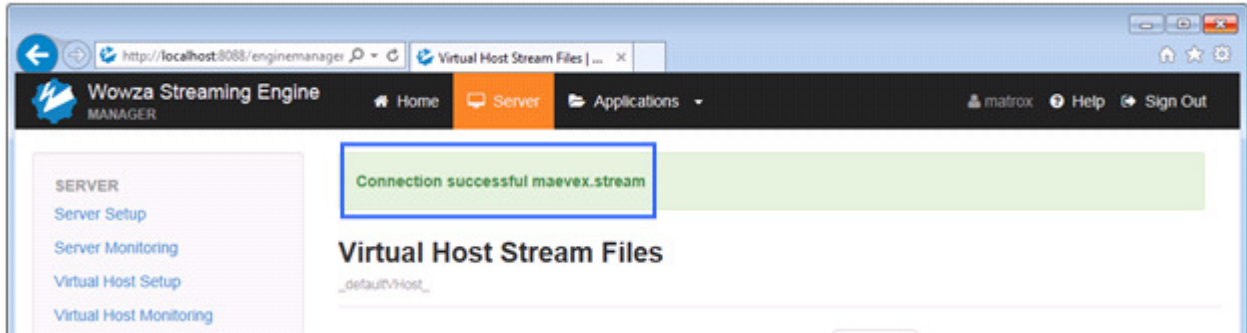 http://localhost:8088/enginemanager
Virtual Host Stream Files | ...
Wowza Streaming Engine
MANAGER
Home
Server
Applications
matrox
Help
Sign Out
Connection successful maevex.stream
SERVER
Server Setup
Server Monitoring
Virtual Host Setup
Virtual Host Monitoring
Virtual Host Stream Files
_defaultVHost_